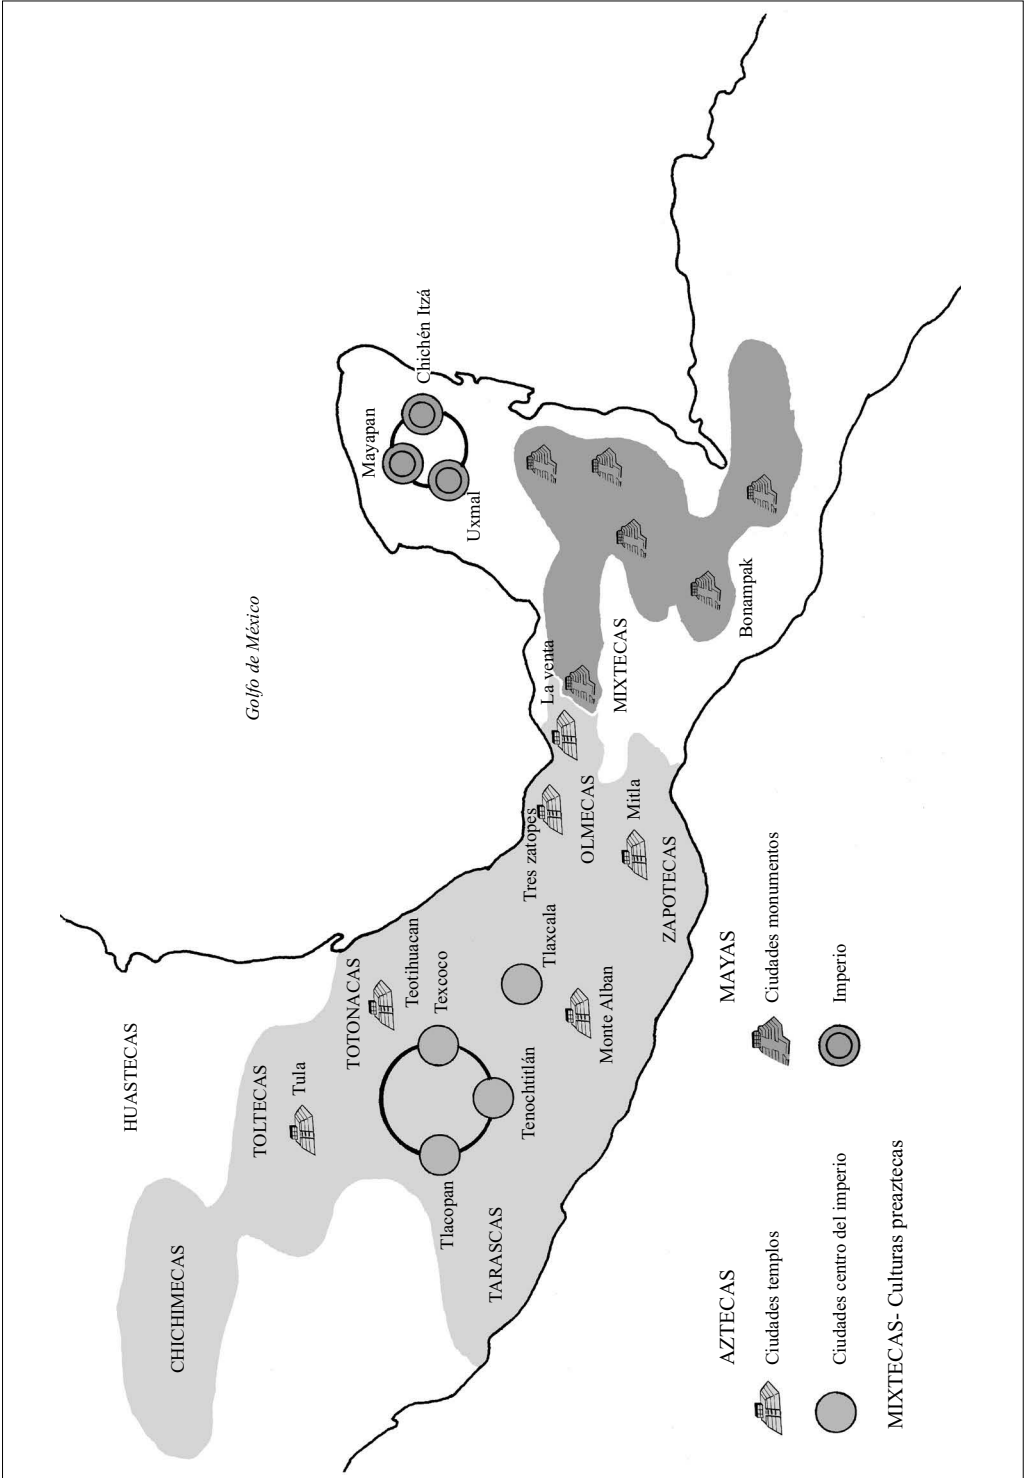 HUASTECAS
Golfo de México
CHICHIMECAS
TOLTECAS
Tula
TOTONACAS
Teotihuacan
Texcoco
Tlacopan
Tenochtitlán
TARASCAS
Tlaxcala
Monte Alban
Tres zatopes
OLMECAS
La venta
Mitla
ZAPOTECAS
MIXTECAS
Mayapan
Chichén Itzá
Uxmal
Bonampak
AZTECAS
Ciudades templos
Ciudades centro del imperio
MIXTECAS- Culturas preaztecas
MAYAS
Ciudades monumentos
Imperio